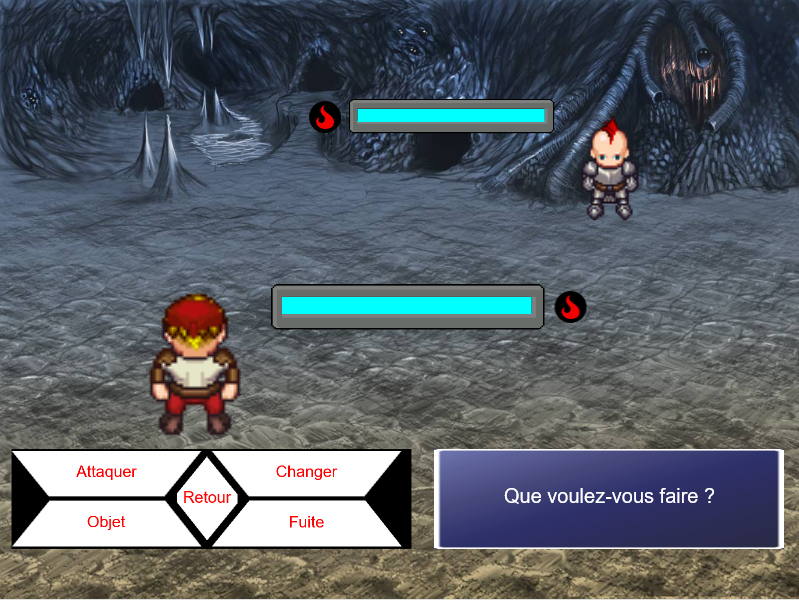 Attaquer
Changer
Retour
Objet
Fuite
Que voulez-vous faire ?